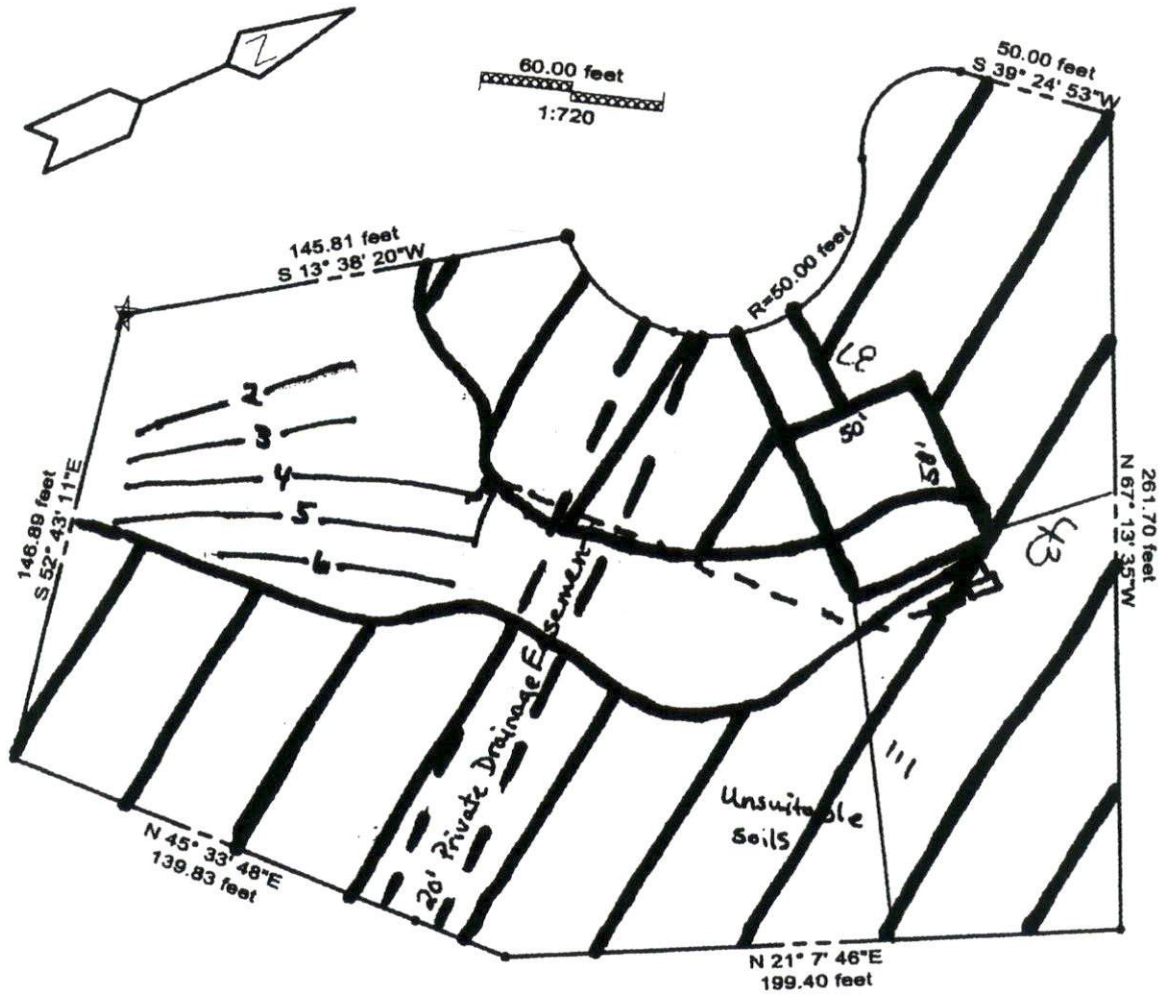 N
60.00 feet
1:720
50.00 feet
S 39° 24' 53"W
145.81 feet
S 13° 38' 20"W
R=50.00 feet
37
50'
58'
43
261.70 feet
N 67° 13' 35"W
146.89 feet
S 52° 43' 11"E
2
3
4
5
6
20' Private Drainage Easement
111
Unsuitable
Soils
N 45° 33' 48"E
139.83 feet
N 21° 7' 46"E
199.40 feet